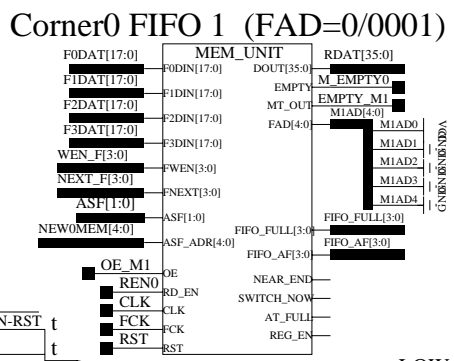 Corner0 FIFO 1 (FAD=0/0001)
MEM_UNIT
F0DAT[17:0] F0DIN[17:0] DOUT[35:0] RDAT[35:0]
F1DAT[17:0] F1DIN[17:0] EMPTY M_EMPTY0
F2DAT[17:0] F2DIN[17:0] MT_OUT EMPTY_M1
F3DAT[17:0] F3DIN[17:0] FAD[4:0] M1AD[4:0]
M1AD0
M1AD1
M1AD2
M1AD3
M1AD4 GND
WEN_F[3:0] FWEN[3:0]
NEXT_F[3:0] FNEXT[3:0]
ASF[1:0] ASF[1:0] FIFO_FULL[3:0] FIFO_FULL[3:0]
NEW0MEM[4:0] ASF_ADR[4:0] FIFO_AF[3:0] FIFO_AF[3:0]
OE_M1 OE NEAR_END
REN0 RD_EN SWITCH_NOW
CLK CLK AT_FULL
FCK FCK REG_EN
RST RST
N-RST t
t